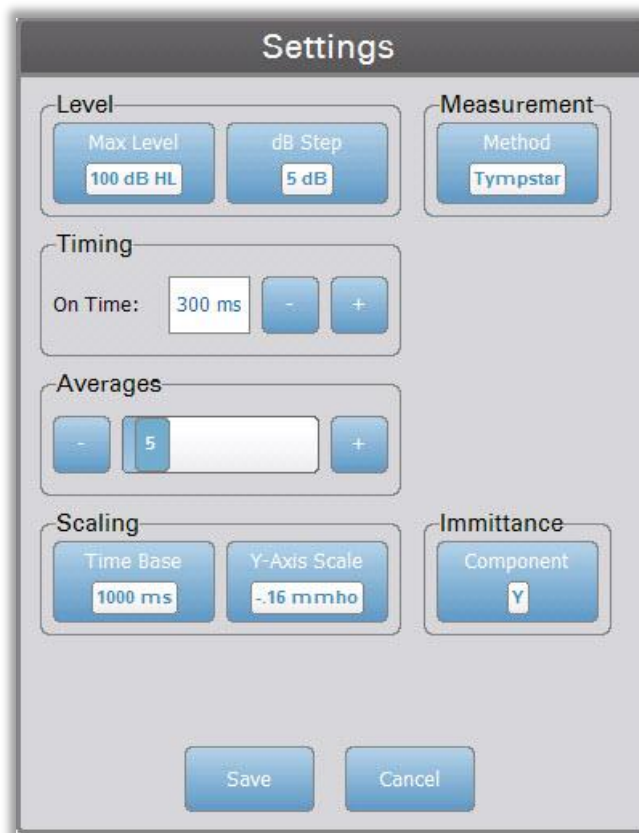 Settings
Level
Measurement
Max Level
dB Step
Method
100 dB HL
5 dB
Tympstar
Timing
On Time:
300 ms
-
+
Averages
-
5
+
Scaling
Immittance
Time Base
Y-Axis Scale
Component
1000 ms
-.16 mmho
Y
Save
Cancel